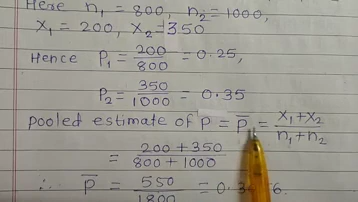 Here n₁ = 800, n₂ = 1000,
x₁ = 200, x₂ = 350
Hence P₁ = 200/800 = 0.25,
P₂ = 350/1000 = 0.35
Pooled estimate of P = P̅ = x₁+x₂/n₁+n₂
= 200 + 350/800 + 1000
∴ P̅ = 550/1800 =